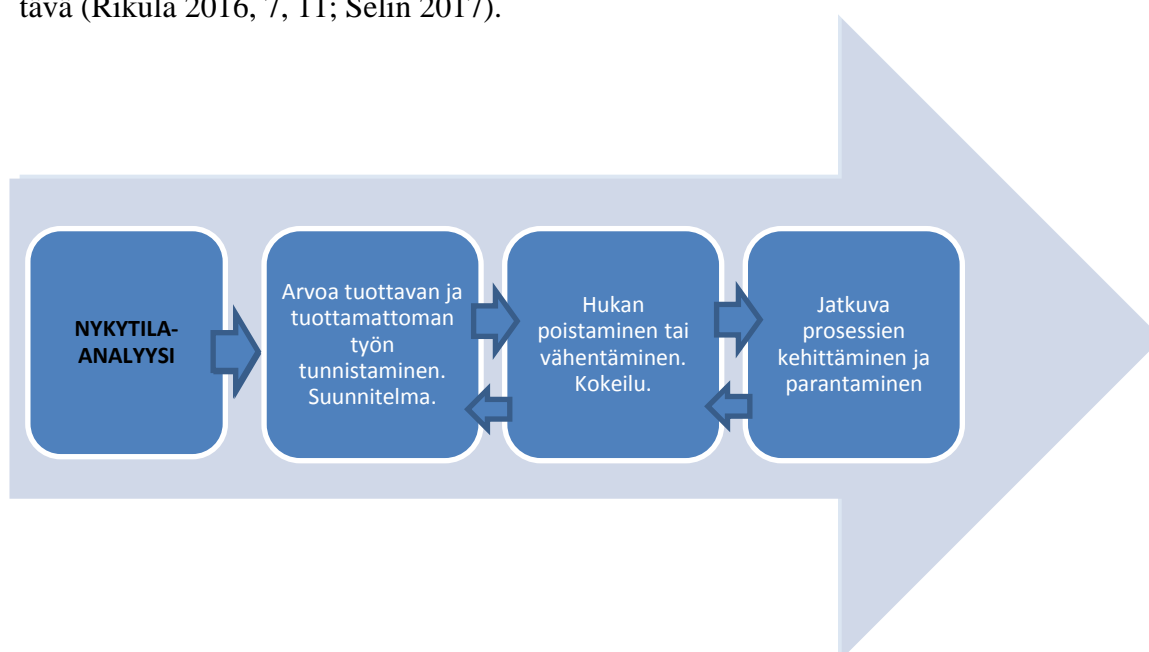 tava (Rikula 2016, 7, 11; Selin 2017).
NYKYTILA-
ANALYYSI
Arvoa tuottavan ja
tuottamattoman
työn
tunnistaminen.
Suunnitelma.
Hukan
poistaminen tai
vähentäminen.
Kokeilu.
Jatkuva
prosessien
kehittäminen ja
parantaminen